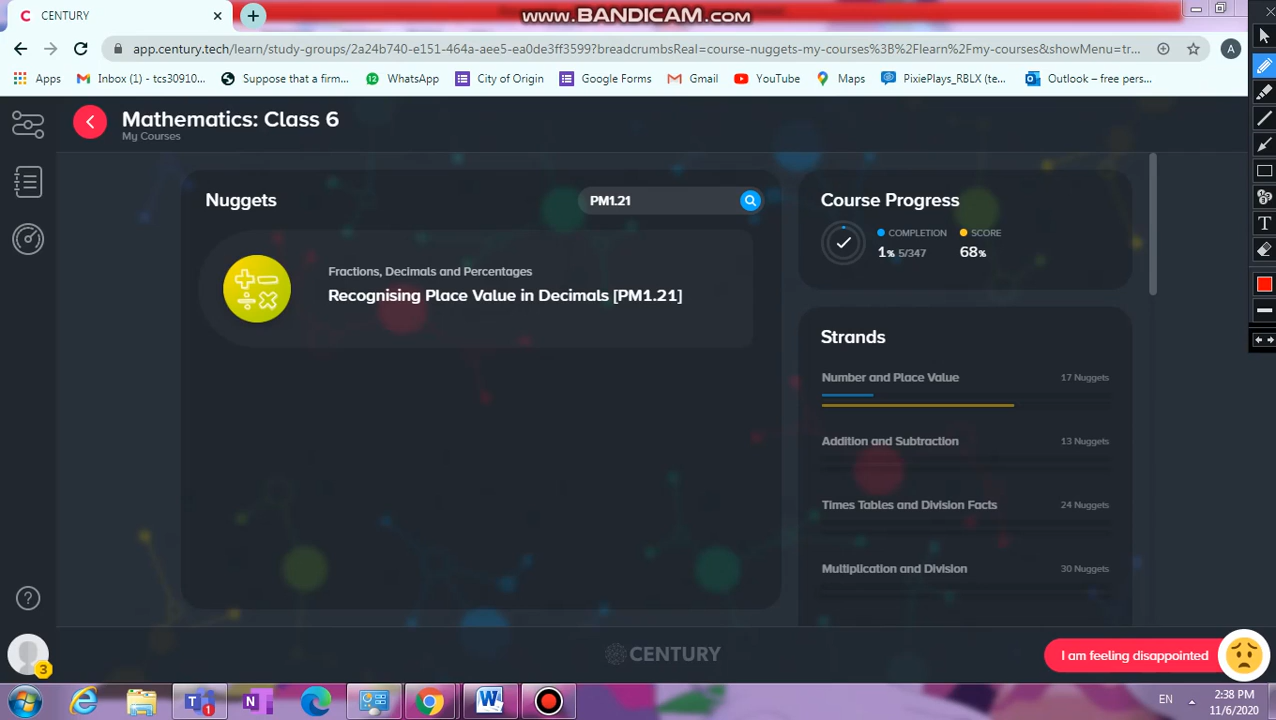 CENTURY
www.BANDICAM.com
app.century.tech/learn/study-groups/2a24b740-e151-464a-aee5-ea0de3ff3599?breadcrumbsReal=course-nuggets-my-courses%3B%2Flearn%2Fmy-courses&showMenu=tr...
A
Apps
Inbox (1) - tcs30910...
Suppose that a firm...
WhatsApp
City of Origin
Google Forms
Gmail
YouTube
Maps
PixiePlays_RBLX (te...
Outlook – free pers...
Mathematics: Class 6
My Courses
Nuggets
PM1.21
Fractions, Decimals and Percentages
Recognising Place Value in Decimals [PM1.21]
Course Progress
COMPLETION
SCORE
1% 5/347
68%
Strands
Number and Place Value 17 Nuggets
Addition and Subtraction 13 Nuggets
Times Tables and Division Facts 24 Nuggets
Multiplication and Division 30 Nuggets
3
CENTURY
I am feeling disappointed
EN
2:38 PM
11/6/2020